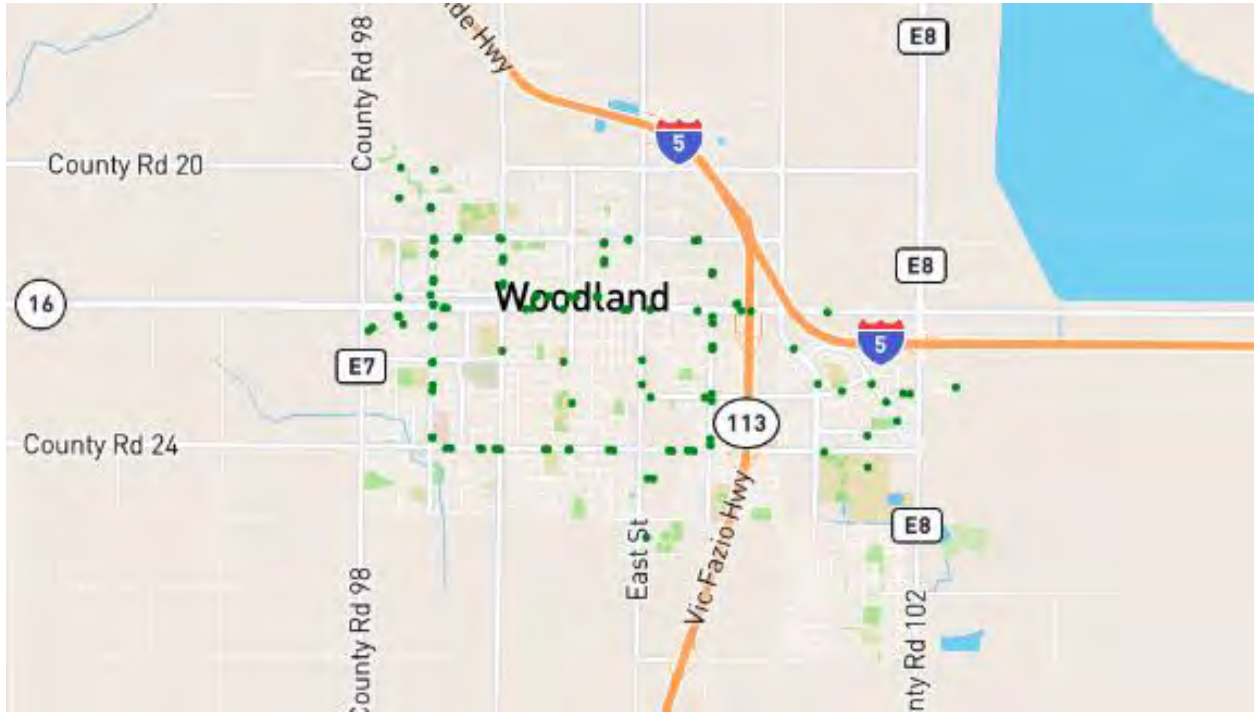 ide Hwy
County Rd 98
E8
5
County Rd 20
E8
16
Woodland
5
E7
113
County Rd 24
E8
East St
Vic Fazio Hwy
County Rd 98
nty Rd 102